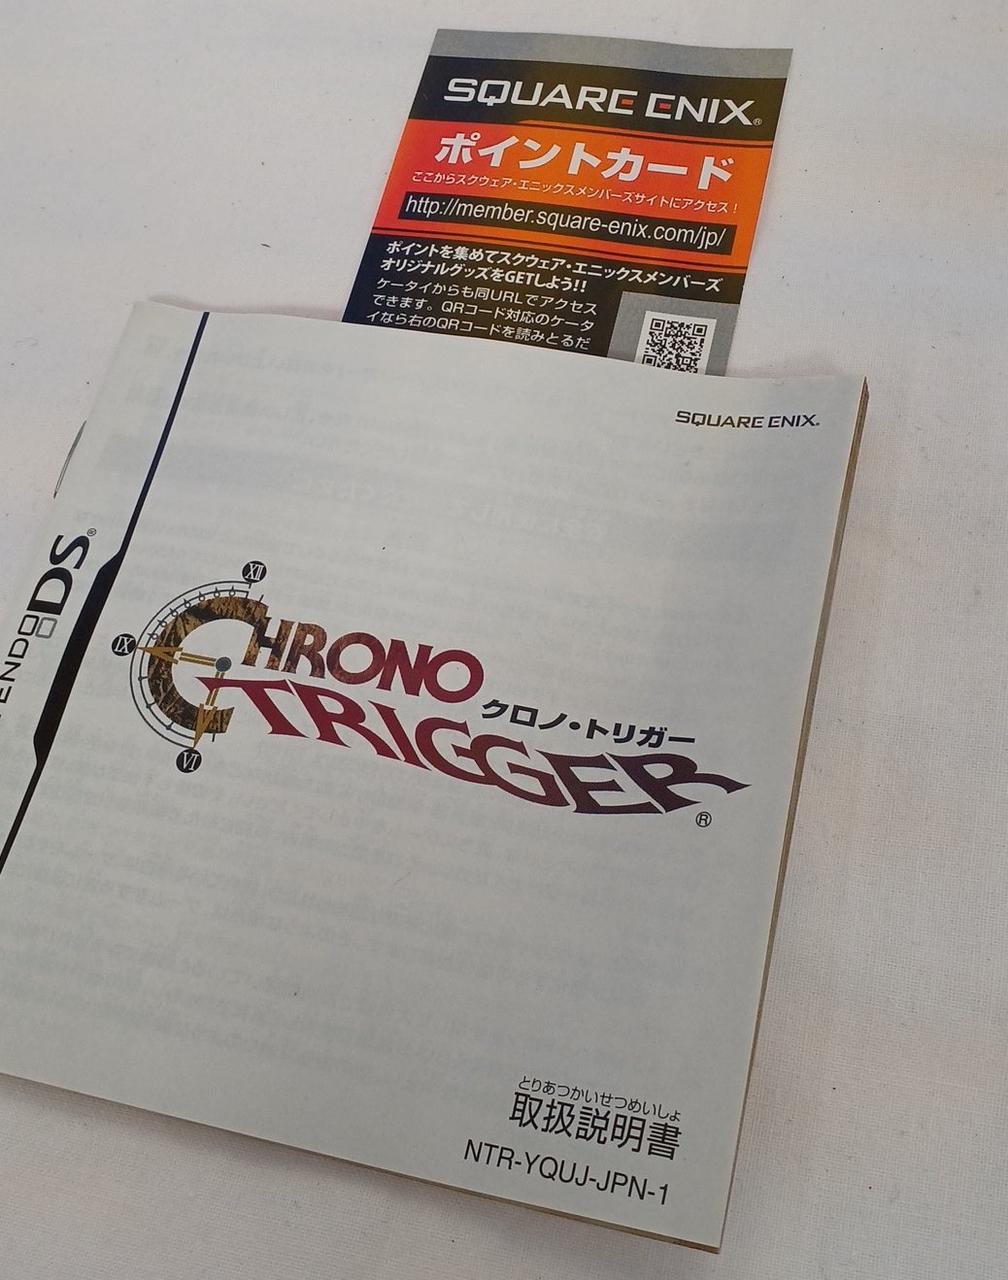 SQUARE ENIX®
ポイントカード
ここからスクウェア・エニックスメンバーズサイトにアクセス！
http://member.square-enix.com/jp/
ポイントを集めてスクウェア・エニックスメンバーズ
オリジナルグッズをGETしよう!!
ケータイからも同URLでアクセス
できます。QRコード対応のケータ
イなら右のQRコードを読みとるだ
SQUARE ENIX®
DS®
XII
IX
VI
CHRONO
TRIGGER®
クロノ・トリガー
とりあつかいせつめいしょ
取扱説明書
NTR-YQUJ-JPN-1